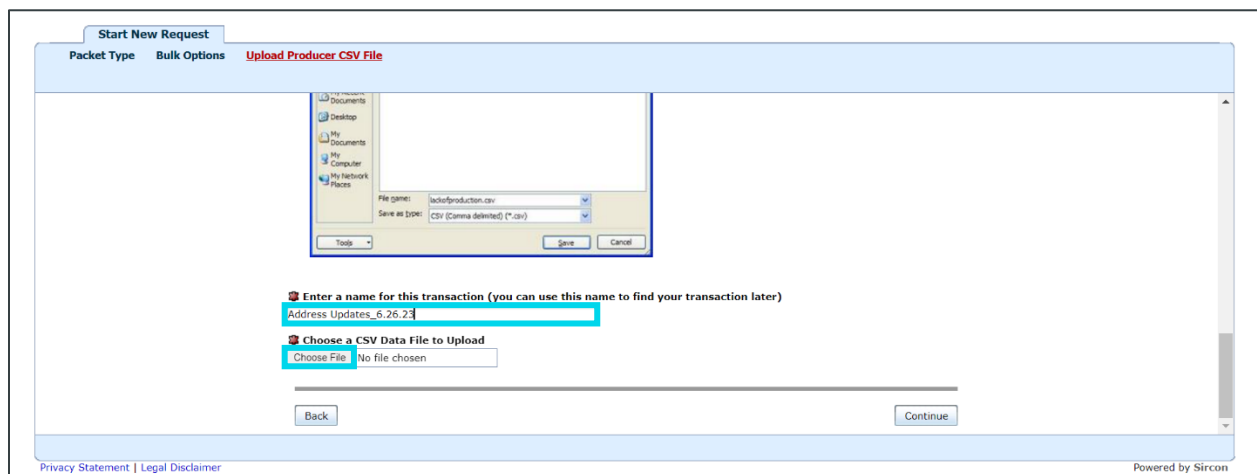 Start New Request
Packet Type Bulk Options Upload Producer CSV File
Documents
Desktop
My Documents
My Computer
My Network Places
File name: lackofproduction.csv
Save as type: CSV (Comma delimited) (*.csv)
Tools Save Cancel
Enter a name for this transaction (you can use this name to find your transaction later)
Address Updates_6.26.23
Choose a CSV Data File to Upload
Choose File No file chosen
Back Continue
Privacy Statement | Legal Disclaimer Powered by Sircon